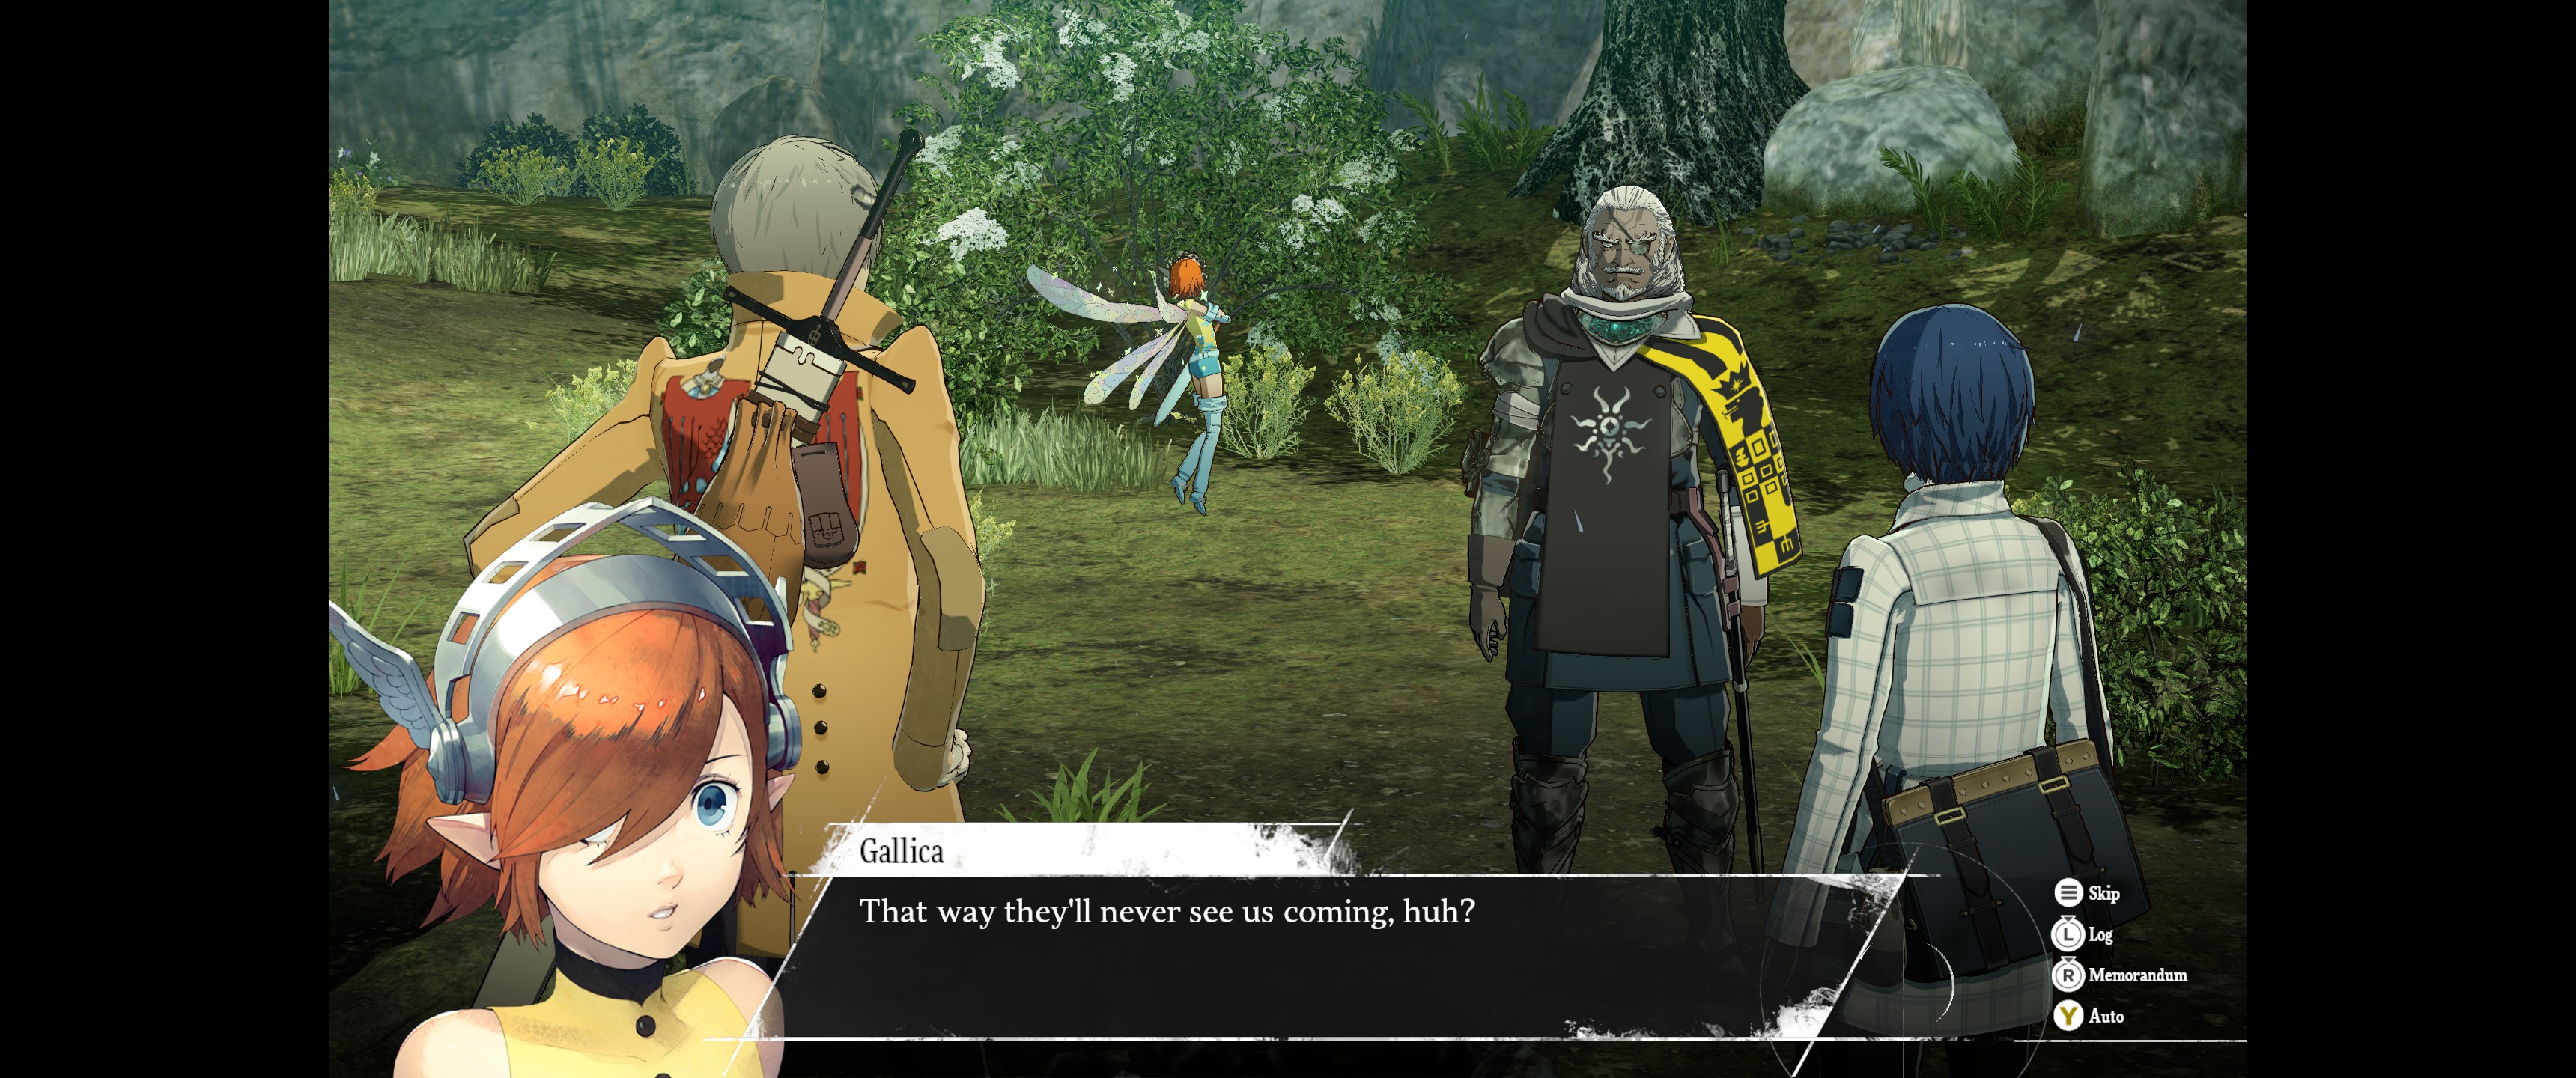 Gallica
That way they'll never see us coming, huh?
Skip
L Log
R Memorandum
Y Auto